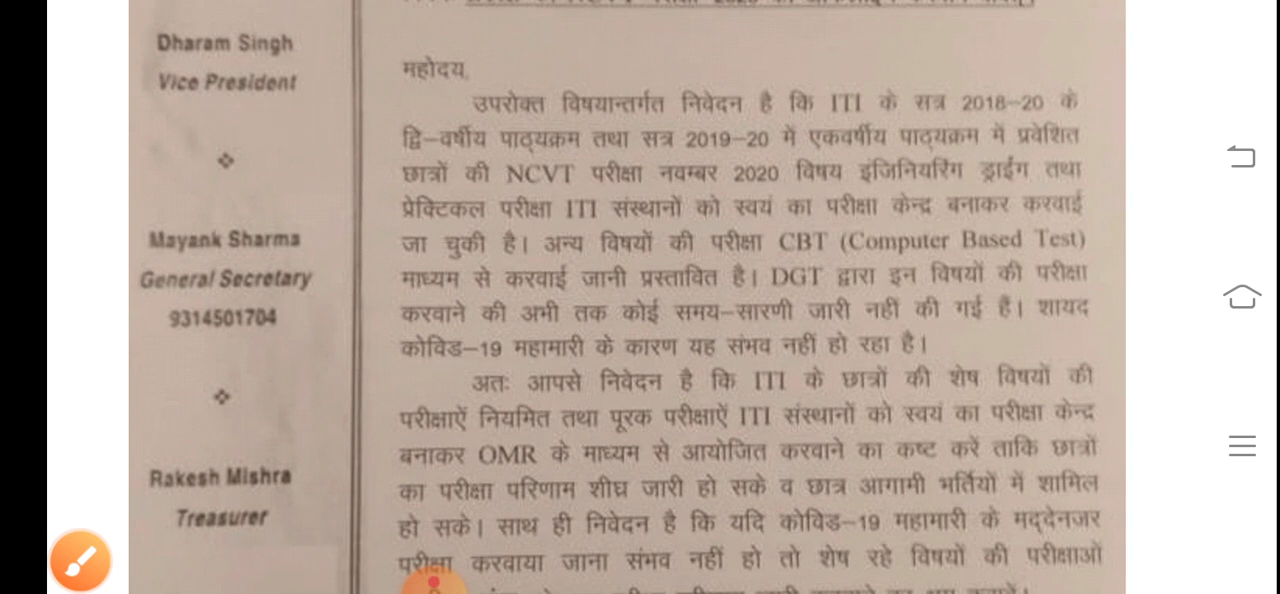 Dharam Singh
Vice President
Mayank Sharma
General Secretary
9314501704
Rakesh Mishra
Treasurer
महोदय,
उपरोक्त विषयान्तर्गत निवेदन है कि ITI के सत्र 2018–20 के
द्वि–वर्षीय पाठ्यक्रम तथा सत्र 2019–20 में एकवर्षीय पाठ्यक्रम में प्रवेशित
छात्रों की NCVT परीक्षा नवम्बर 2020 विषय इंजिनियरिंग ड्राईंग तथा
प्रेक्टिकल परीक्षा ITI संस्थानों को स्वयं का परीक्षा केन्द्र बनाकर करवाई
जा चुकी है। अन्य विषयों की परीक्षा CBT (Computer Based Test)
माध्यम से करवाई जानी प्रस्तावित है। DGT द्वारा इन विषयों की परीक्षा
करवाने की अभी तक कोई समय–सारणी जारी नहीं की गई है। शायद
कोविड–19 महामारी के कारण यह संभव नहीं हो रहा है।
अतः आपसे निवेदन है कि ITI के छात्रों की शेष विषयों की
परीक्षाऐं नियमित तथा पूरक परीक्षाऐं ITI संस्थानों को स्वयं का परीक्षा केन्द्र
बनाकर OMR के माध्यम से आयोजित करवाने का कष्ट करें ताकि छात्रों
का परीक्षा परिणाम शीघ्र जारी हो सके व छात्र आगामी भर्तियों में शामिल
हो सके। साथ ही निवेदन है कि यदि कोविड–19 महामारी के मद्देनजर
परीक्षा करवाया जाना संभव नहीं हो तो शेष रहे विषयों की परीक्षाओं